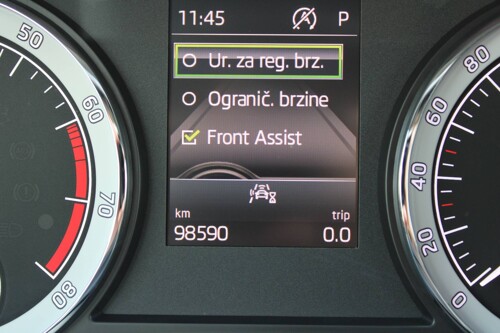 11:45 P
Ur. za reg. brz.
Ogranič. brzine
Front Assist
km trip
98590 0.0
50
60
70
80
80
60
40
20
0